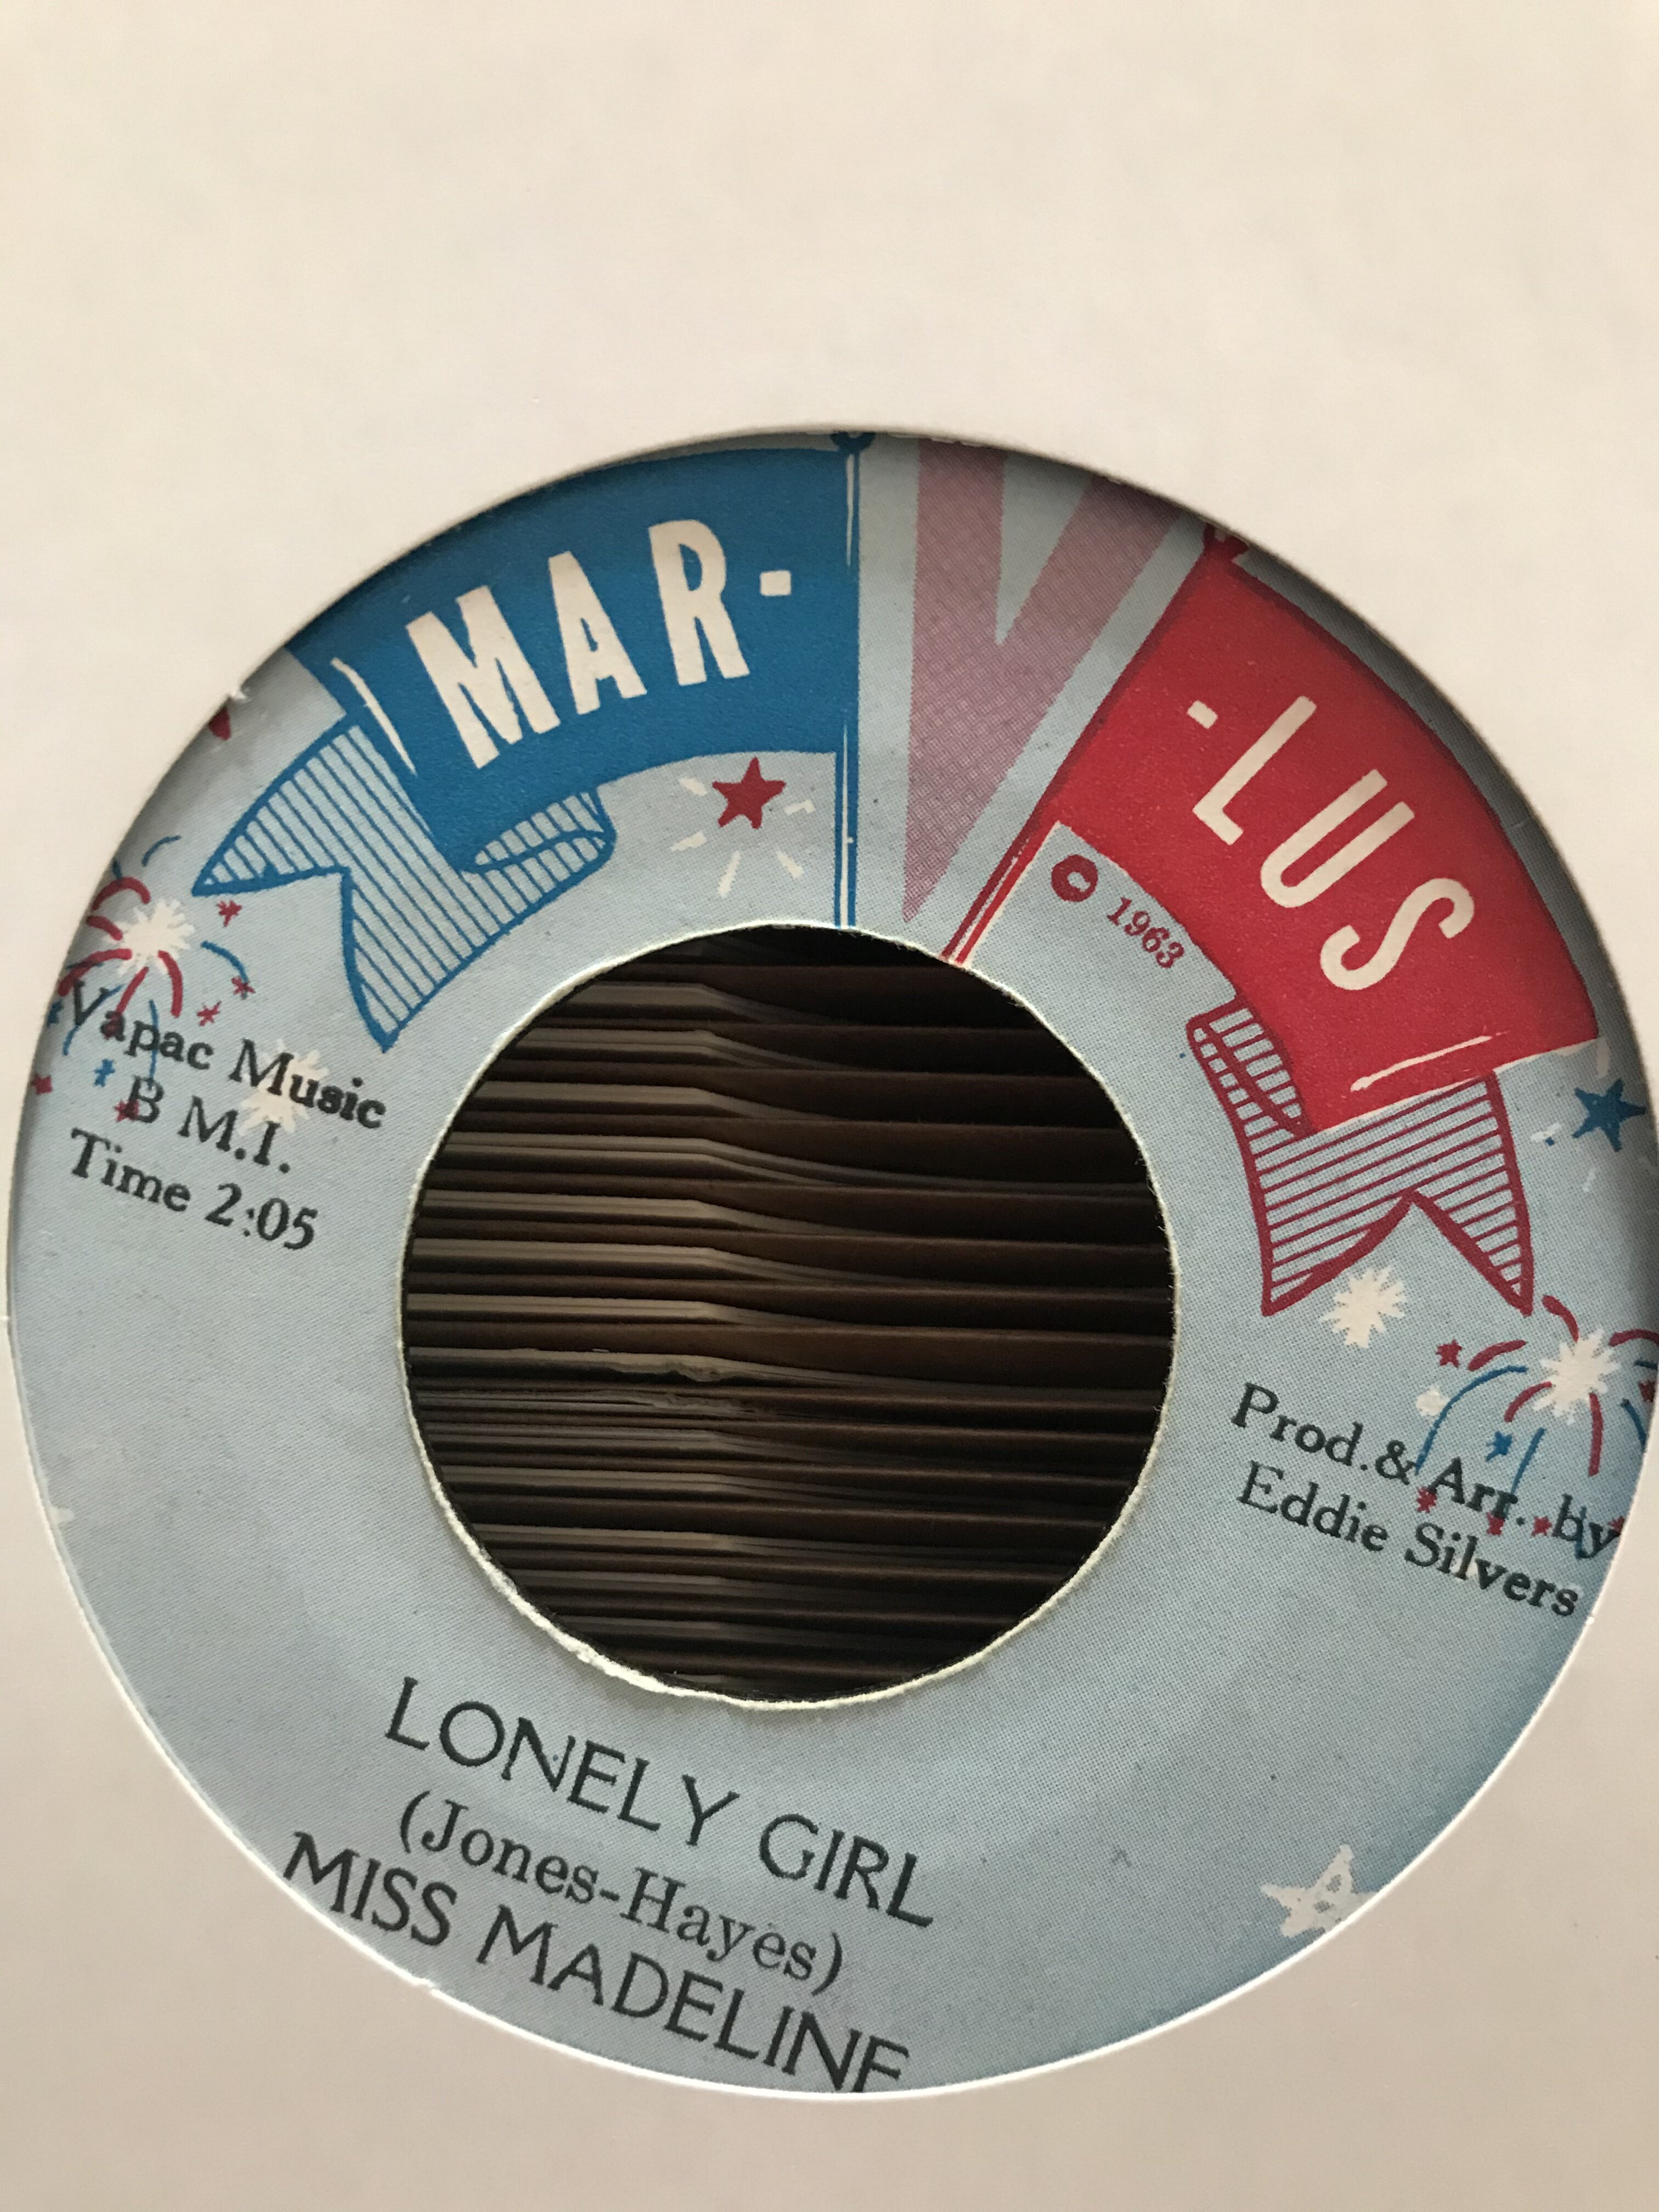 MAR-
V
-LUS
© 1963
Vapac Music
B M.I.
Time 2:05
Prod.& Arr. by
Eddie Silvers
LONELY GIRL
(Jones-Hayes)
MISS MADELINE